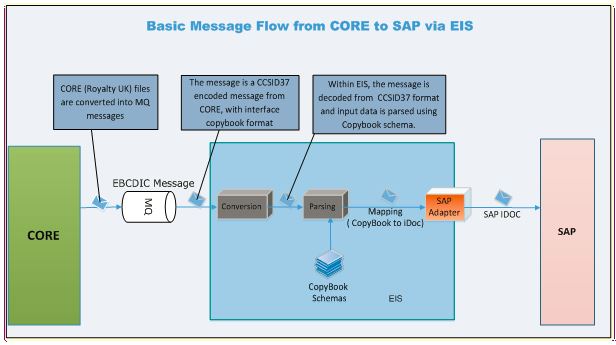 Basic Message Flow from CORE to SAP via EIS
CORE (Royalty UK) files
are converted into MQ
messages
The message is a CCSID37
encoded message from
CORE, with interface
copybook format
Within EIS, the message is
decoded from CCSID37 format
and input data is parsed using
Copybook schema.
CORE
EBCDIC Message
MQ
Conversion
Parsing
Mapping
( CopyBook to iDoc)
SAP
Adapter
SAP IDOC
SAP
CopyBook
Schemas
EIS